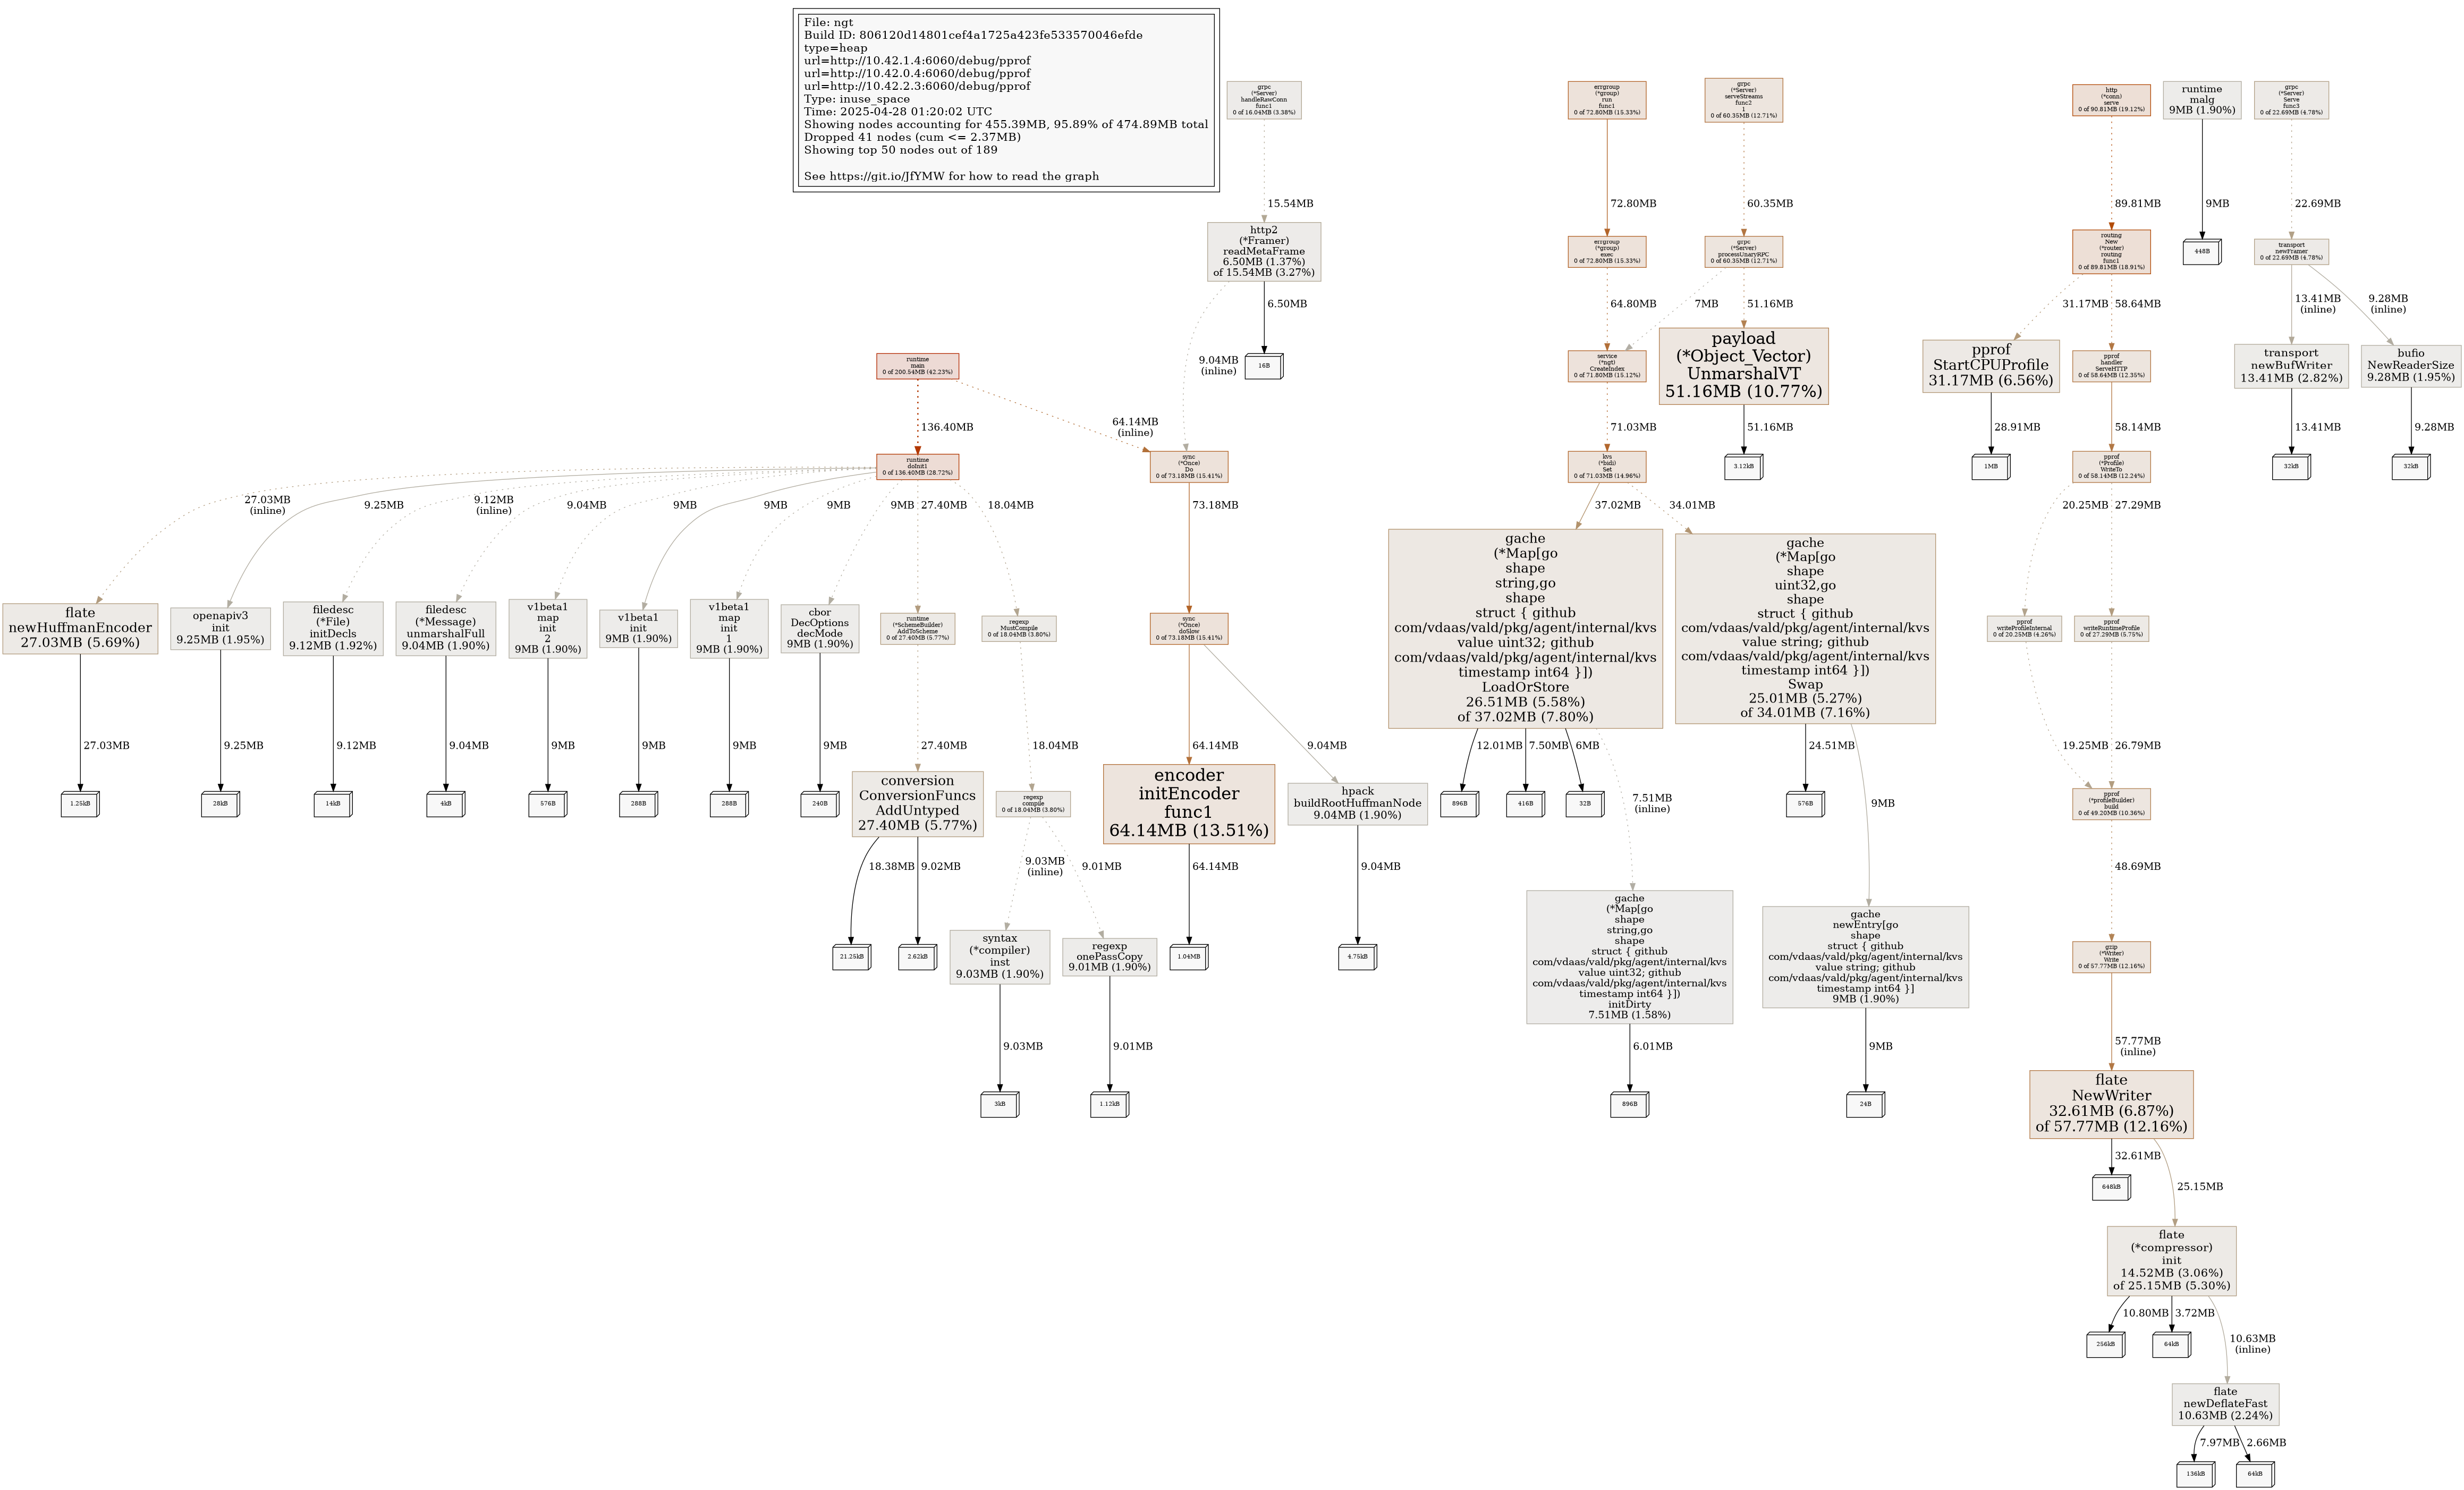 File: ngt
Build ID: 806120d14801cef4a1725a423fe533570046efde
type=heap
url=http://10.42.1.4:6060/debug/pprof
url=http://10.42.0.4:6060/debug/pprof
url=http://10.42.2.3:6060/debug/pprof
Type: inuse_space
Time: 2025-04-28 01:20:02 UTC
Showing nodes accounting for 455.39MB, 95.89% of 474.89MB total
Dropped 41 nodes (cum <= 2.37MB)
Showing top 50 nodes out of 189
See https://git.io/JfYMW for how to read the graph
grpc
(*Server)
handleRawConn
func1
0 of 16.04MB (3.38%)
errgroup
(*group)
run
func1
0 of 72.80MB (15.33%)
grpc
(*Server)
serveStreams
func2
1
0 of 60.35MB (12.71%)
http
(*conn)
serve
0 of 90.81MB (19.12%)
runtime
malg
9MB (1.90%)
grpc
(*Server)
Serve
func3
0 of 22.69MB (4.78%)
15.54MB
72.80MB
60.35MB
89.81MB
9MB
22.69MB
http2
(*Framer)
readMetaFrame
6.50MB (1.37%)
of 15.54MB (3.27%)
errgroup
(*group)
exec
0 of 72.80MB (15.33%)
grpc
(*Server)
processUnaryRPC
0 of 60.35MB (12.71%)
routing
New
(*router)
routing
func1
0 of 89.81MB (18.91%)
448B
transport
newFramer
0 of 22.69MB (4.78%)
9.04MB
(inline)
6.50MB
64.80MB
7MB
51.16MB
31.17MB
58.64MB
13.41MB
(inline)
9.28MB
(inline)
runtime
main
0 of 200.54MB (42.23%)
16B
service
(*ngt)
CreateIndex
0 of 71.80MB (15.12%)
payload
(*Object_Vector)
UnmarshalVT
51.16MB (10.77%)
pprof
StartCPUProfile
31.17MB (6.56%)
pprof
handler
ServeHTTP
0 of 58.64MB (12.35%)
transport
newBufWriter
13.41MB (2.82%)
bufio
NewReaderSize
9.28MB (1.95%)
136.40MB
64.14MB
(inline)
71.03MB
51.16MB
28.91MB
58.14MB
13.41MB
9.28MB
runtime
doInit1
0 of 136.40MB (28.72%)
sync
(*Once)
Do
0 of 73.18MB (15.41%)
kvs
(*bidi)
Set
0 of 71.03MB (14.96%)
3.12kB
1MB
pprof
(*Profile)
WriteTo
0 of 58.14MB (12.24%)
32kB
32kB
27.03MB
(inline)
9.25MB
9.12MB
(inline)
9.04MB
9MB
9MB
9MB
9MB
27.40MB
18.04MB
73.18MB
37.02MB
34.01MB
20.25MB
27.29MB
flate
newHuffmanEncoder
27.03MB (5.69%)
openapiv3
init
9.25MB (1.95%)
filedesc
(*File)
initDecls
9.12MB (1.92%)
filedesc
(*Message)
unmarshalFull
9.04MB (1.90%)
v1beta1
map
init
2
9MB (1.90%)
v1beta1
init
9MB (1.90%)
v1beta1
map
init
1
9MB (1.90%)
cbor
DecOptions
decMode
9MB (1.90%)
runtime
(*SchemeBuilder)
AddToScheme
0 of 27.40MB (5.77%)
regexp
MustCompile
0 of 18.04MB (3.80%)
sync
(*Once)
doSlow
0 of 73.18MB (15.41%)
gache
(*Map[go
shape
string,go
shape
struct { github
com/vdaas/vald/pkg/agent/internal/kvs
value uint32; github
com/vdaas/vald/pkg/agent/internal/kvs
timestamp int64 }])
LoadOrStore
26.51MB (5.58%)
of 37.02MB (7.80%)
gache
(*Map[go
shape
uint32,go
shape
struct { github
com/vdaas/vald/pkg/agent/internal/kvs
value string; github
com/vdaas/vald/pkg/agent/internal/kvs
timestamp int64 }])
Swap
25.01MB (5.27%)
of 34.01MB (7.16%)
pprof
writeProfileInternal
0 of 20.25MB (4.26%)
pprof
writeRuntimeProfile
0 of 27.29MB (5.75%)
27.03MB
9.25MB
9.12MB
9.04MB
9MB
9MB
9MB
9MB
27.40MB
18.04MB
64.14MB
9.04MB
12.01MB
7.50MB
6MB
7.51MB
(inline)
24.51MB
9MB
19.25MB
26.79MB
1.25kB
28kB
14kB
4kB
576B
288B
288B
240B
conversion
ConversionFuncs
AddUntyped
27.40MB (5.77%)
regexp
compile
0 of 18.04MB (3.80%)
encoder
initEncoder
func1
64.14MB (13.51%)
hpack
buildRootHuffmanNode
9.04MB (1.90%)
896B
416B
32B
576B
pprof
(*profileBuilder)
build
0 of 49.20MB (10.36%)
18.38MB
9.02MB
9.03MB
(inline)
9.01MB
64.14MB
9.04MB
48.69MB
21.25kB
2.62kB
syntax
(*compiler)
inst
9.03MB (1.90%)
regexp
onePassCopy
9.01MB (1.90%)
1.04MB
4.75kB
gache
(*Map[go
shape
string,go
shape
struct { github
com/vdaas/vald/pkg/agent/internal/kvs
value uint32; github
com/vdaas/vald/pkg/agent/internal/kvs
timestamp int64 }])
initDirty
7.51MB (1.58%)
gache
newEntry[go
shape
struct { github
com/vdaas/vald/pkg/agent/internal/kvs
value string; github
com/vdaas/vald/pkg/agent/internal/kvs
timestamp int64 }]
9MB (1.90%)
gzip
(*Writer)
Write
0 of 57.77MB (12.16%)
9.03MB
9.01MB
6.01MB
9MB
57.77MB
(inline)
3kB
1.12kB
896B
24B
flate
NewWriter
32.61MB (6.87%)
of 57.77MB (12.16%)
32.61MB
25.15MB
648kB
flate
(*compressor)
init
14.52MB (3.06%)
of 25.15MB (5.30%)
10.80MB
3.72MB
10.63MB
(inline)
256kB
64kB
flate
newDeflateFast
10.63MB (2.24%)
7.97MB
2.66MB
136kB
64kB